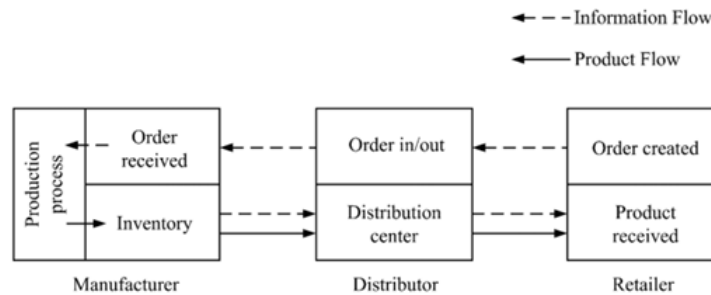 Information Flow
Product Flow
Production
process
Order
received
Inventory
Order in/out
Distribution
center
Order created
Product
received
Manufacturer
Distributor
Retailer